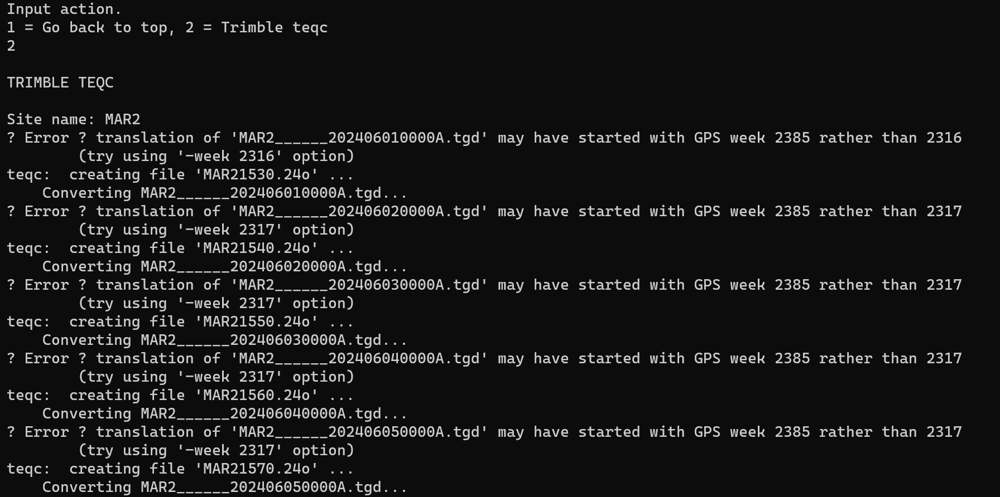 Input action.
1 = Go back to top, 2 = Trimble teqc
2
TRIMBLE TEQC
Site name: MAR2
? Error ? translation of 'MAR2______202406010000A.tgd' may have started with GPS week 2385 rather than 2316
(try using '-week 2316' option)
teqc:  creating file 'MAR21530.24o' ...
Converting MAR2______202406010000A.tgd...
? Error ? translation of 'MAR2______202406020000A.tgd' may have started with GPS week 2385 rather than 2317
(try using '-week 2317' option)
teqc:  creating file 'MAR21540.24o' ...
Converting MAR2______202406020000A.tgd...
? Error ? translation of 'MAR2______202406030000A.tgd' may have started with GPS week 2385 rather than 2317
(try using '-week 2317' option)
teqc:  creating file 'MAR21550.24o' ...
Converting MAR2______202406030000A.tgd...
? Error ? translation of 'MAR2______202406040000A.tgd' may have started with GPS week 2385 rather than 2317
(try using '-week 2317' option)
teqc:  creating file 'MAR21560.24o' ...
Converting MAR2______202406040000A.tgd...
? Error ? translation of 'MAR2______202406050000A.tgd' may have started with GPS week 2385 rather than 2317
(try using '-week 2317' option)
teqc:  creating file 'MAR21570.24o' ...
Converting MAR2______202406050000A.tgd...